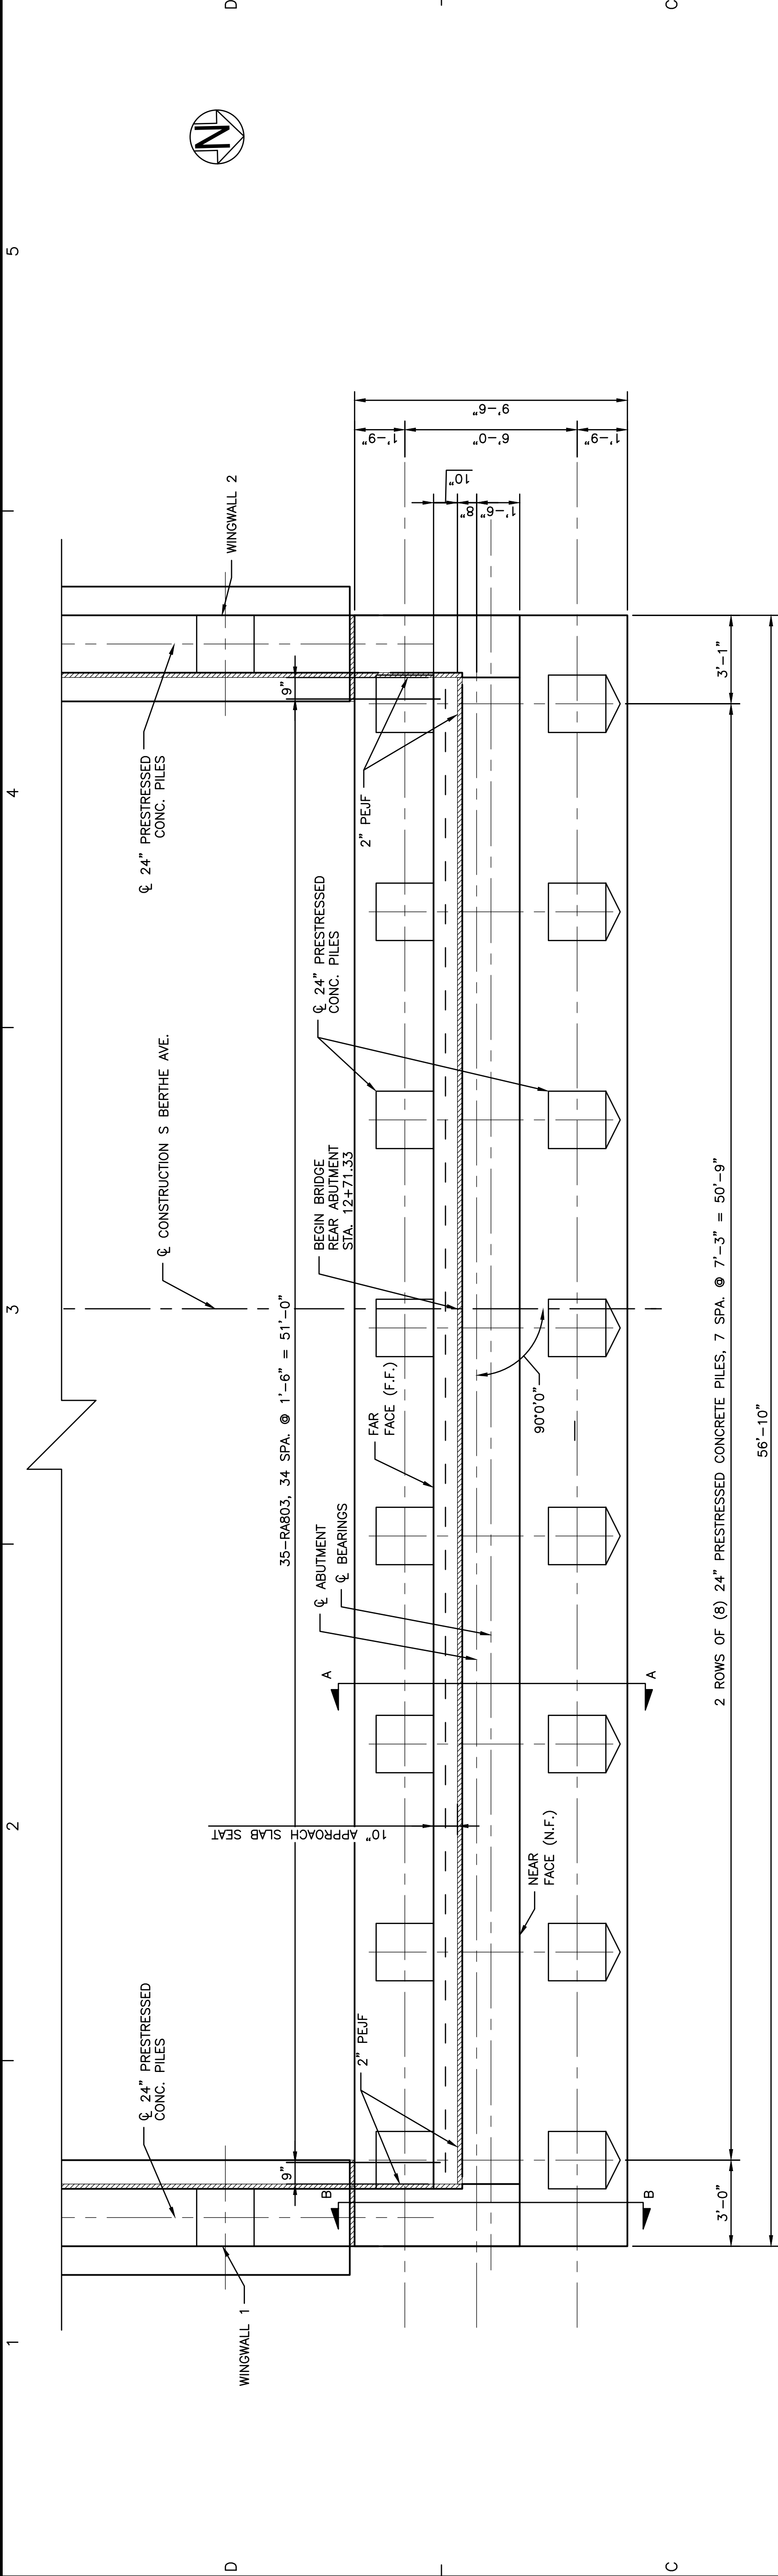 1
2
3
4
5
D
D
C
C
N
WINGWALL 1
WINGWALL 2
℄ 24" PRESTRESSED
CONC. PILES
℄ CONSTRUCTION S BERTHE AVE.
℄ 24" PRESTRESSED
CONC. PILES
35-RA803, 34 SPA. @ 1'-6" = 51'-0"
9"
9"
BEGIN BRIDGE
REAR ABUTMENT
STA. 12+71.33
℄ 24" PRESTRESSED
CONC. PILES
10" APPROACH SLAB SEAT
℄ ABUTMENT
℄ BEARINGS
FAR
FACE (F.F.)
2" PEJF
2" PEJF
A
A
B
B
NEAR
FACE (N.F.)
90°0'0"
10"
8"
1'-6"
1'-9"
6'-0"
1'-9"
9'-6"
3'-0"
2 ROWS OF (8) 24" PRESTRESSED CONCRETE PILES, 7 SPA. @ 7'-3" = 50'-9"
3'-1"
56'-10"